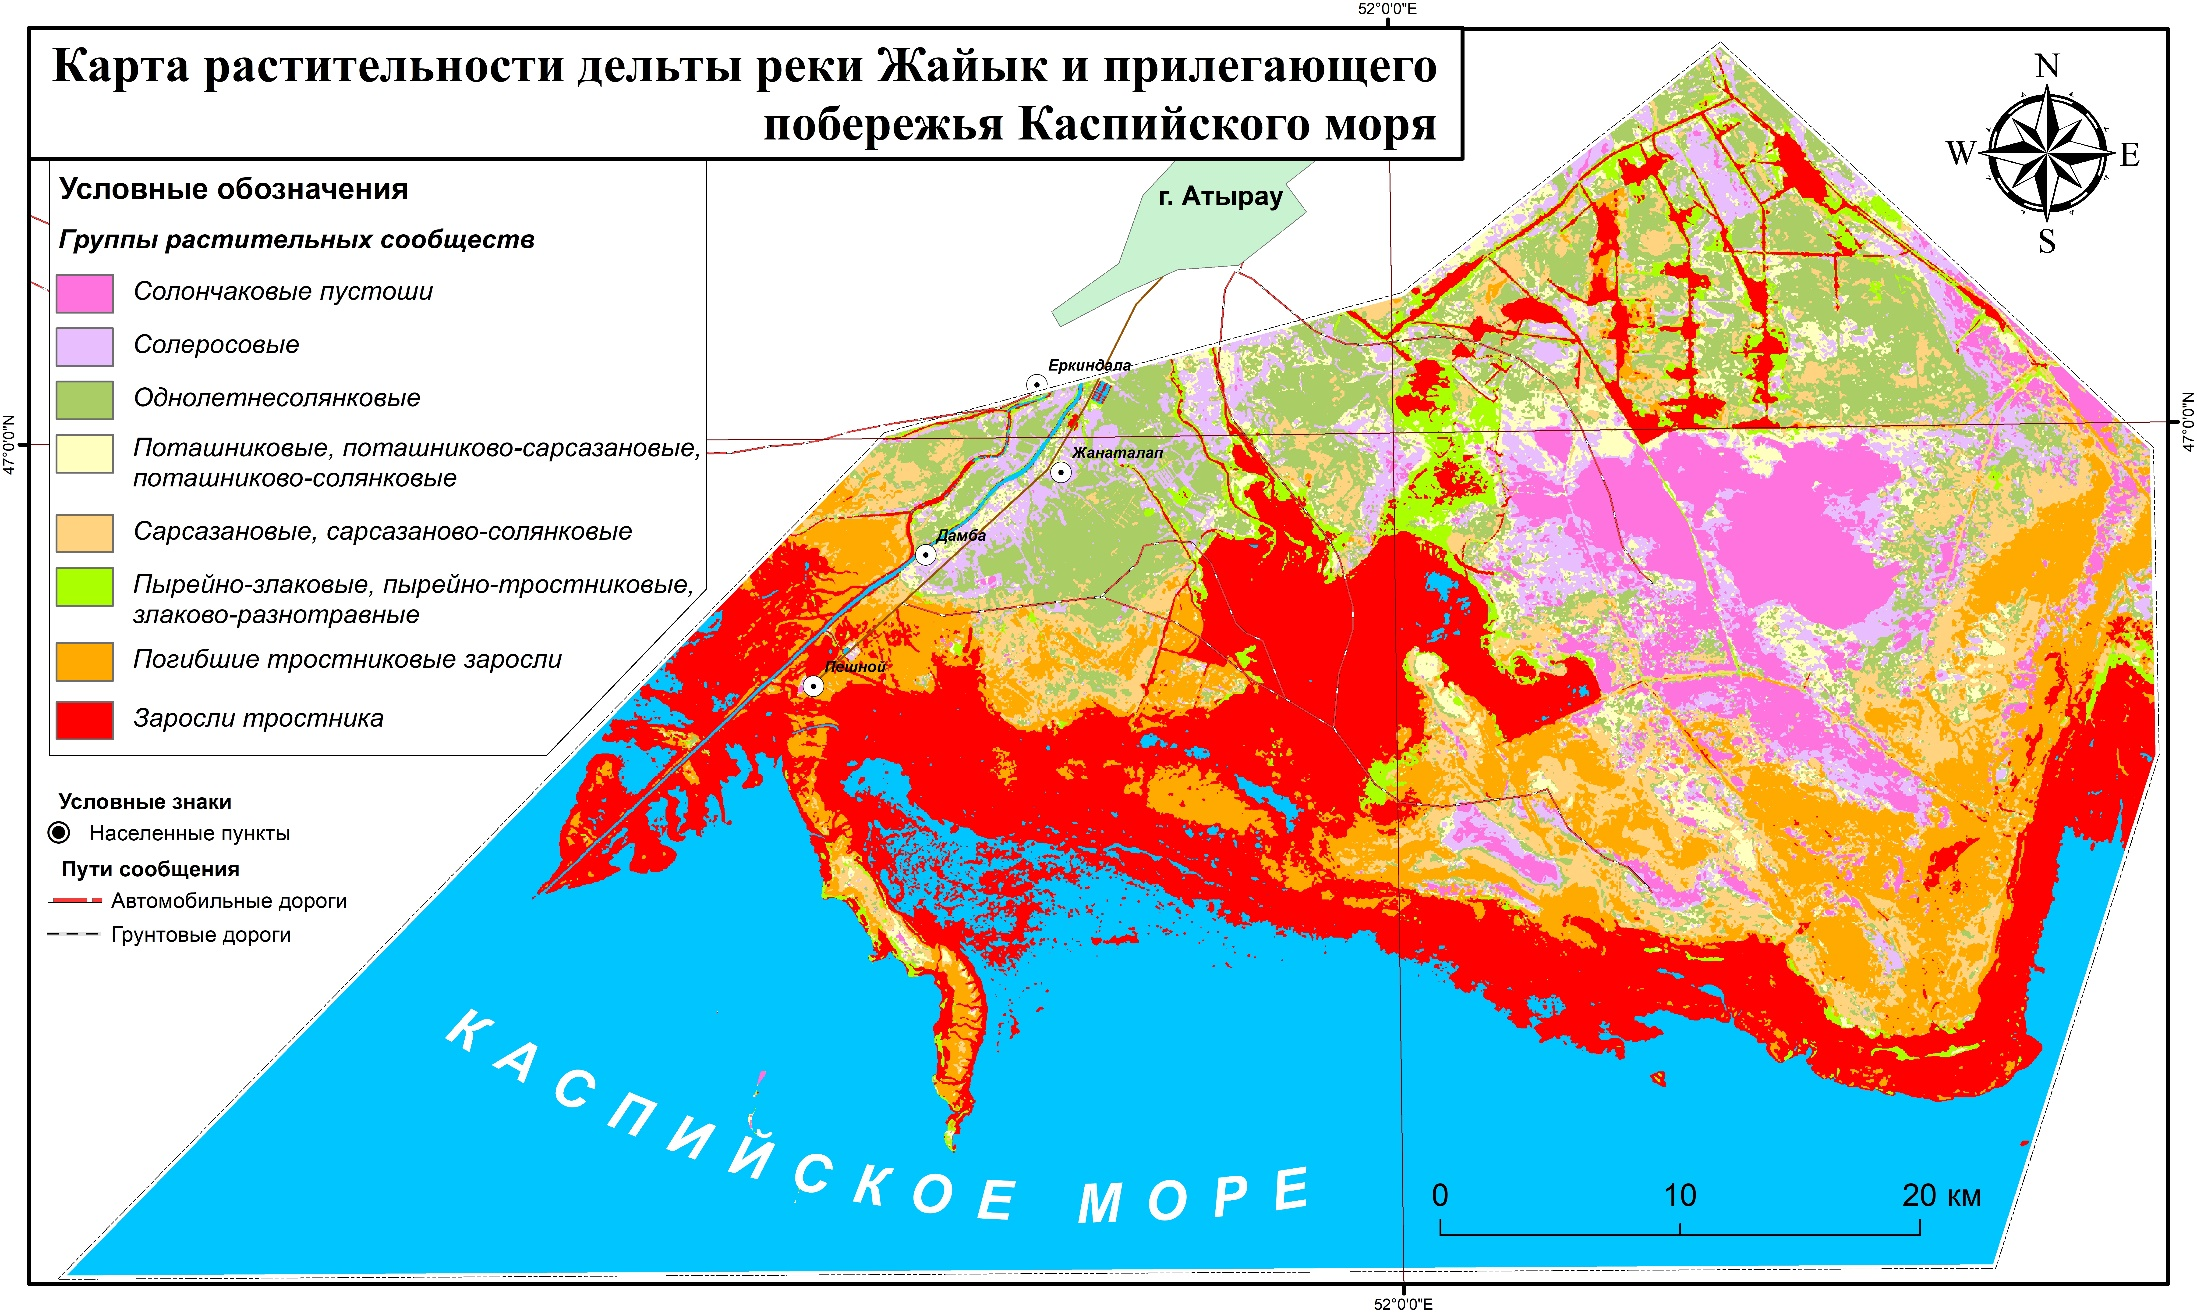 52°0'0"E
Карта растительности дельты реки Жайык и прилегающего
побережья Каспийского моря
N
W E
S
Условные обозначения
Группы растительных сообществ
Солончаковые пустоши
Солеросовые
Однолетнесолянковые
Поташниковые, поташниково-сарсазановые,
поташниково-солянковые
Сарсазановые, сарсазаново-солянковые
Пырейно-злаковые, пырейно-тростниковые,
злаково-разнотравные
Погибшие тростниковые заросли
Заросли тростника
Условные знаки
Населенные пункты
Пути сообщения
Автомобильные дороги
Грунтовые дороги
г. Атырау
Еркиндала
Жанаталап
Дамба
Пешной
47°0'0"N
47°0'0"N
КАСПИЙСКОЕ МОРЕ
0 10 20 км
52°0'0"E